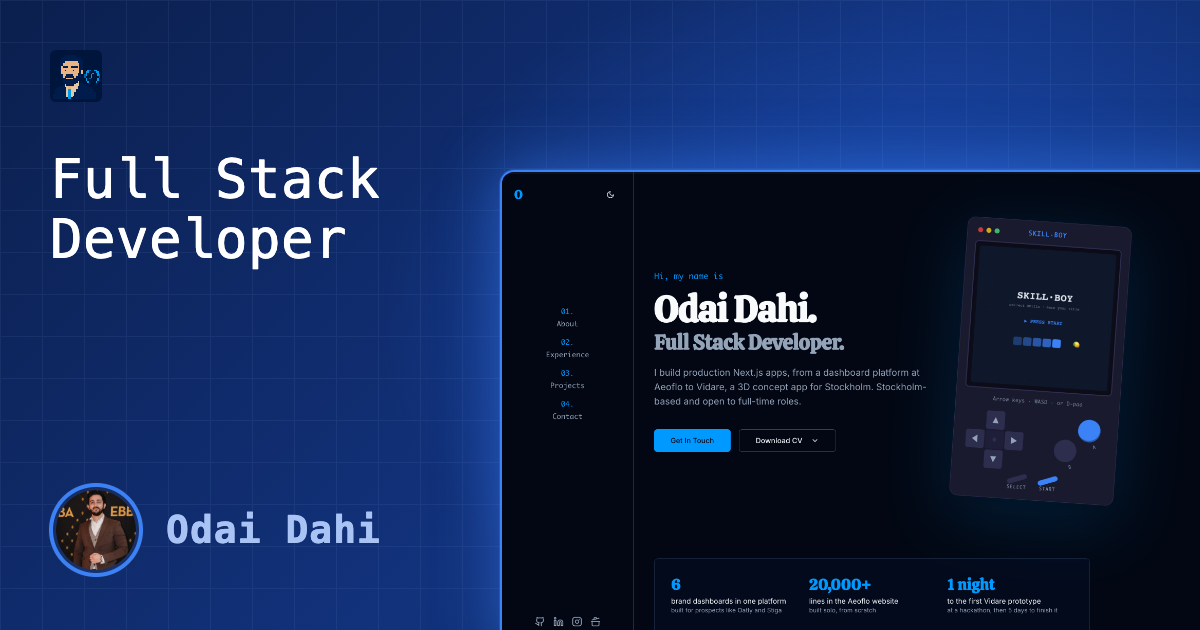 Full Stack
Developer
Odai Dahi
O
01.
About
02.
Experience
03.
Projects
04.
Contact
Hi, my name is
Odai Dahi.
Full Stack Developer.
I build production Next.js apps, from a dashboard platform at
Aeoflo to Vidare, a 3D concept app for Stockholm. Stockholm-
based and open to full-time roles.
Get In Touch
Download CV
SKILL-BOY
SKILL·BOY
► PRESS START
Arrow keys · WASD · or D-pad
A
B
SELECT
START
6
brand dashboards in one platform
built for prospects like Oatly and Stiga
20,000+
lines in the Aeoflo website
built solo, from scratch
1 night
to the first Vidare prototype
at a hackathon, then 5 days to finish it